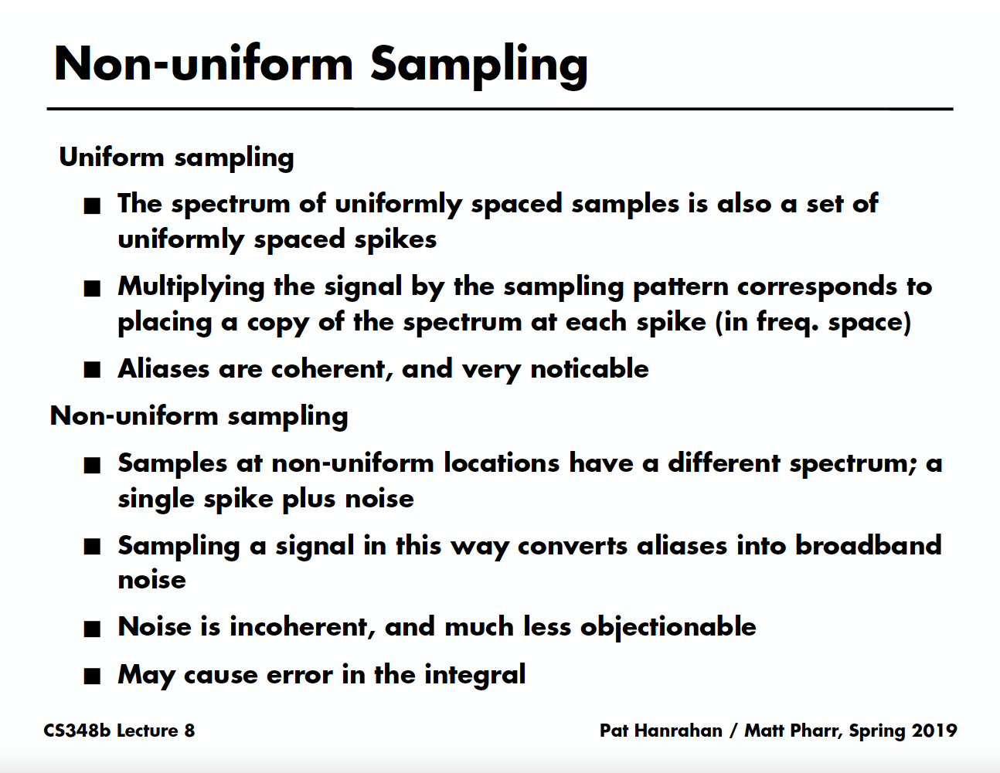 Non-uniform Sampling
Uniform sampling
■ The spectrum of uniformly spaced samples is also a set of
uniformly spaced spikes
■ Multiplying the signal by the sampling pattern corresponds to
placing a copy of the spectrum at each spike (in freq. space)
■ Aliases are coherent, and very noticable
Non-uniform sampling
■ Samples at non-uniform locations have a different spectrum; a
single spike plus noise
■ Sampling a signal in this way converts aliases into broadband
noise
■ Noise is incoherent, and much less objectionable
■ May cause error in the integral
CS348b Lecture 8
Pat Hanrahan / Matt Pharr, Spring 2019